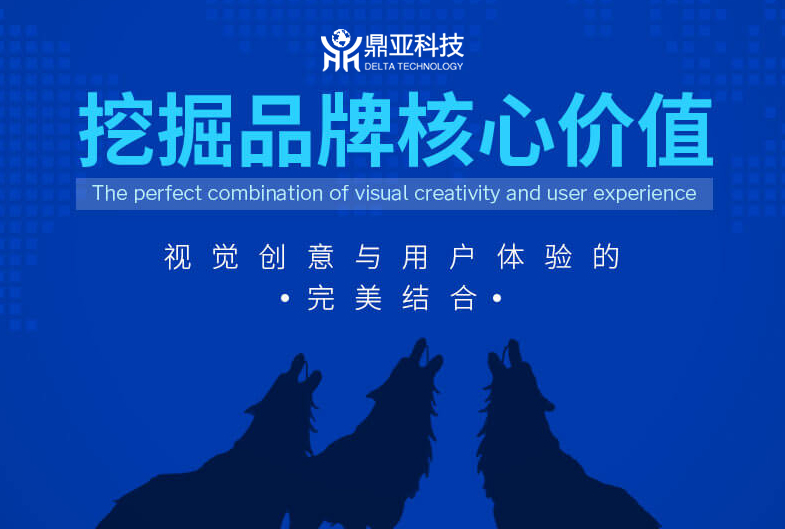 鼎亚科技
DELTA TECHNOLOGY
挖掘品牌核心价值
The perfect combination of visual creativity and user experience
视觉创意与用户体验的
•完美结合•